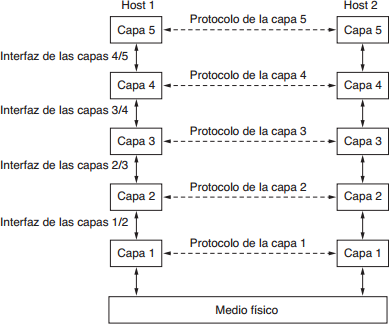 Host 1
Host 2
Capa 5
Protocolo de la capa 5
Capa 5
Interfaz de las capas 4/5
Capa 4
Protocolo de la capa 4
Capa 4
Interfaz de las capas 3/4
Capa 3
Protocolo de la capa 3
Capa 3
Interfaz de las capas 2/3
Capa 2
Protocolo de la capa 2
Capa 2
Interfaz de las capas 1/2
Capa 1
Protocolo de la capa 1
Capa 1
Medio físico